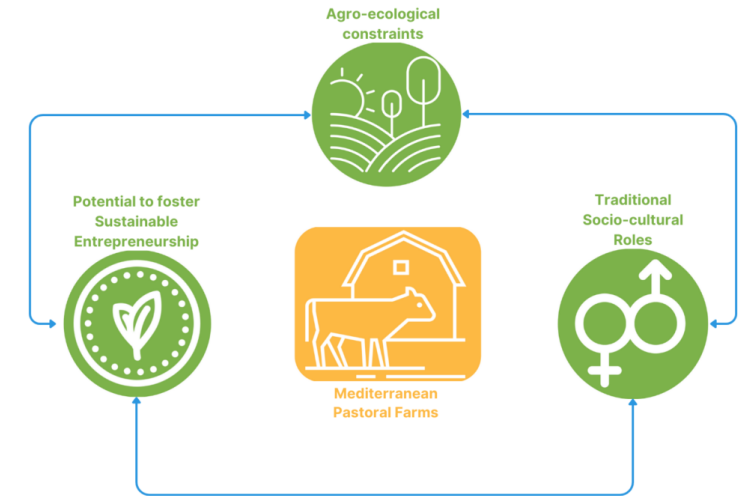 Agro-ecological
constraints
Potential to foster
Sustainable
Entrepreneurship
Traditional
Socio-cultural
Roles
Mediterranean
Pastoral Farms